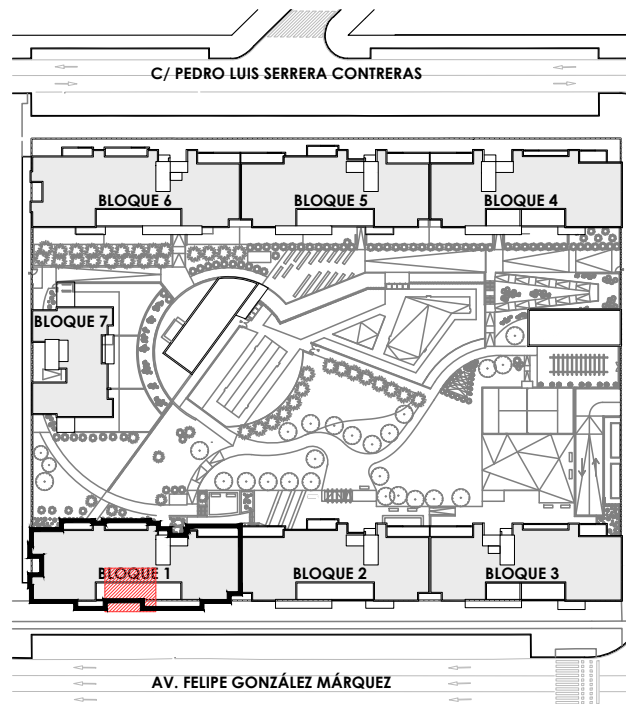 C/ PEDRO LUIS SERRERA CONTRERAS
BLOQUE 6
BLOQUE 5
BLOQUE 4
BLOQUE 7
BLOQUE 1
BLOQUE 2
BLOQUE 3
AV. FELIPE GONZÁLEZ MÁRQUEZ